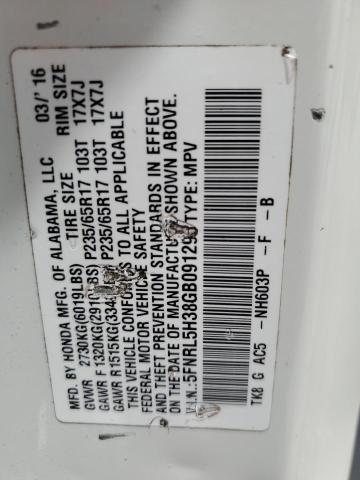 MFD. BY HONDA MFG. OF ALABAMA, LLC 03/'16
TIRE SIZE RIM SIZE
GVWR 2730KG(6019LBS) P235/65R17 103T 17X7J
GAWR F 1320KG(2910LBS) P235/65R17 103T 17X7J
GAWR R1515KG(334
THIS VEHICLE CONFORMS TO ALL APPLICABLE
FEDERAL MOTOR VEHICLE SAFETY
AND THEFT PREVENTION STANDARDS IN EFFECT
ON THE DATE OF MANUFACTURE SHOWN ABOVE.
V.I.N.:5FNRL5H38GB09129 TYPE: MPV
TK8 G AC5 -NH603P -F -B